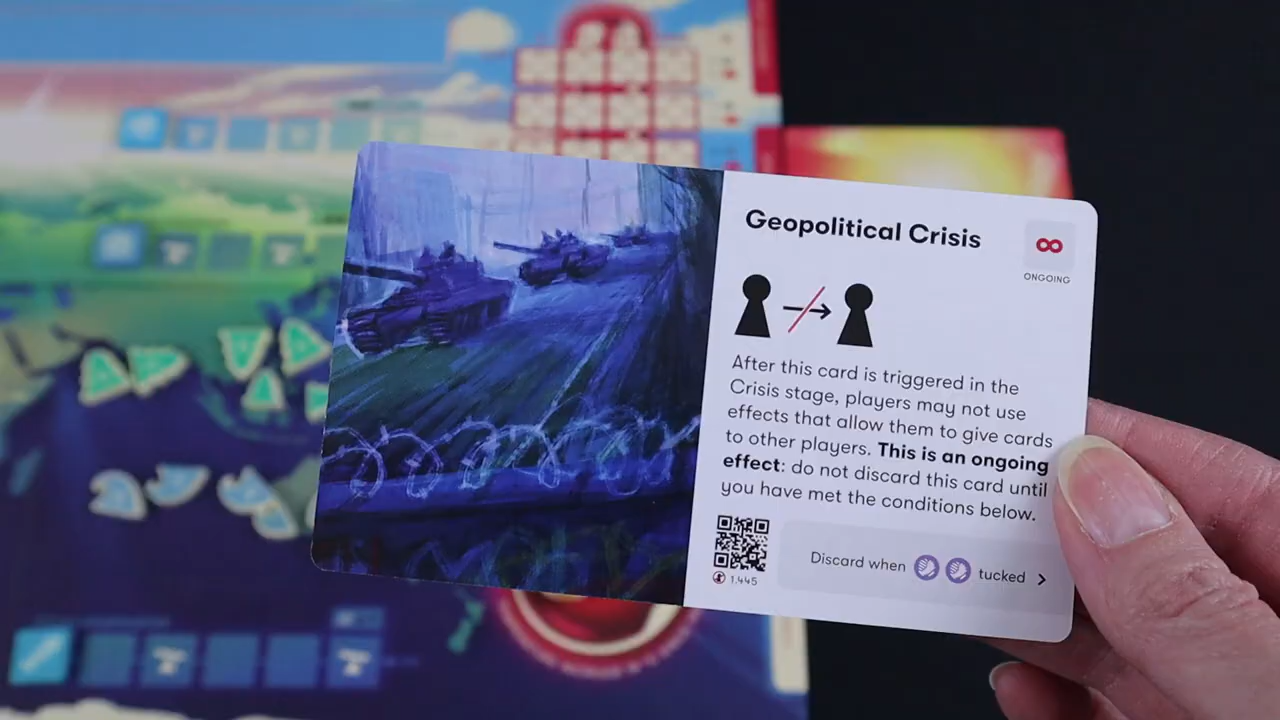 Geopolitical Crisis
ONGOING
After this card is triggered in the
Crisis stage, players may not use
effects that allow them to give cards
to other players. This is an ongoing
effect: do not discard this card until
you have met the conditions below.
Discard when tucked
1.445